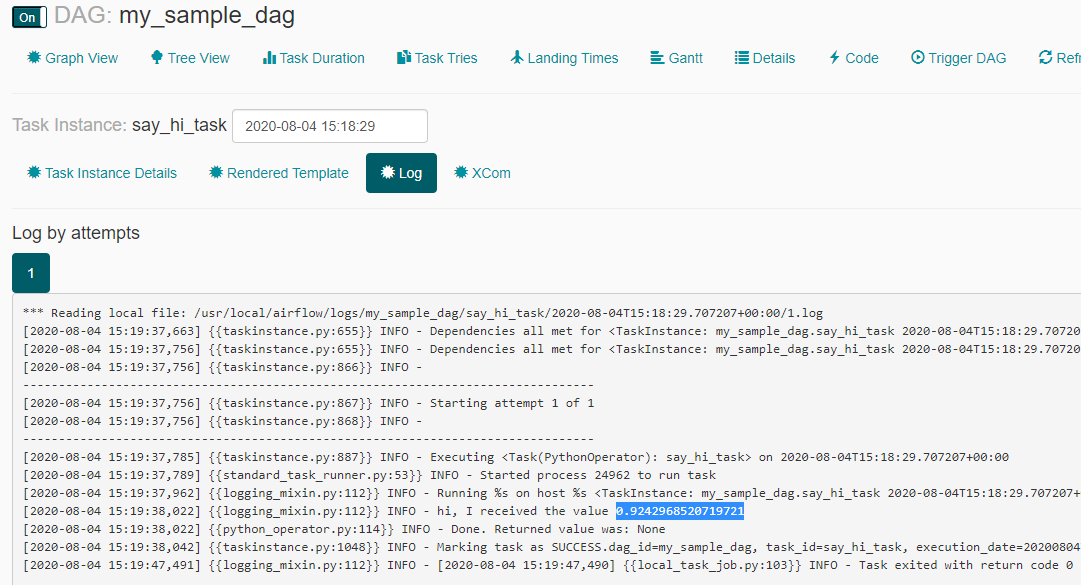 On DAG: my_sample_dag
Graph View Tree View Task Duration Task Tries Landing Times Gantt Details Code Trigger DAG Refr
Task Instance: say_hi_task 2020-08-04 15:18:29
Task Instance Details Rendered Template Log XCom
Log by attempts
1
*** Reading local file: /usr/local/airflow/logs/my_sample_dag/say_hi_task/2020-08-04T15:18:29.707207+00:00/1.log
[2020-08-04 15:19:37,663] {{taskinstance.py:655}} INFO - Dependencies all met for <TaskInstance: my_sample_dag.say_hi_task 2020-08-04T15:18:29.70720
[2020-08-04 15:19:37,756] {{taskinstance.py:655}} INFO - Dependencies all met for <TaskInstance: my_sample_dag.say_hi_task 2020-08-04T15:18:29.70720
[2020-08-04 15:19:37,756] {{taskinstance.py:866}} INFO -
--------------------------------------------------------------------------------
[2020-08-04 15:19:37,756] {{taskinstance.py:867}} INFO - Starting attempt 1 of 1
[2020-08-04 15:19:37,756] {{taskinstance.py:868}} INFO -
--------------------------------------------------------------------------------
[2020-08-04 15:19:37,785] {{taskinstance.py:887}} INFO - Executing <Task(PythonOperator): say_hi_task> on 2020-08-04T15:18:29.707207+00:00
[2020-08-04 15:19:37,789] {{standard_task_runner.py:53}} INFO - Started process 24962 to run task
[2020-08-04 15:19:37,962] {{logging_mixin.py:112}} INFO - Running %s on host %s <TaskInstance: my_sample_dag.say_hi_task 2020-08-04T15:18:29.707207+
[2020-08-04 15:19:38,022] {{logging_mixin.py:112}} INFO - hi, I received the value 0.9242968520719721
[2020-08-04 15:19:38,022] {{python_operator.py:114}} INFO - Done. Returned value was: None
[2020-08-04 15:19:38,042] {{taskinstance.py:1048}} INFO - Marking task as SUCCESS.dag_id=my_sample_dag, task_id=say_hi_task, execution_date=20200804
[2020-08-04 15:19:47,491] {{logging_mixin.py:112}} INFO - [2020-08-04 15:19:47,490] {{local_task_job.py:103}} INFO - Task exited with return code 0